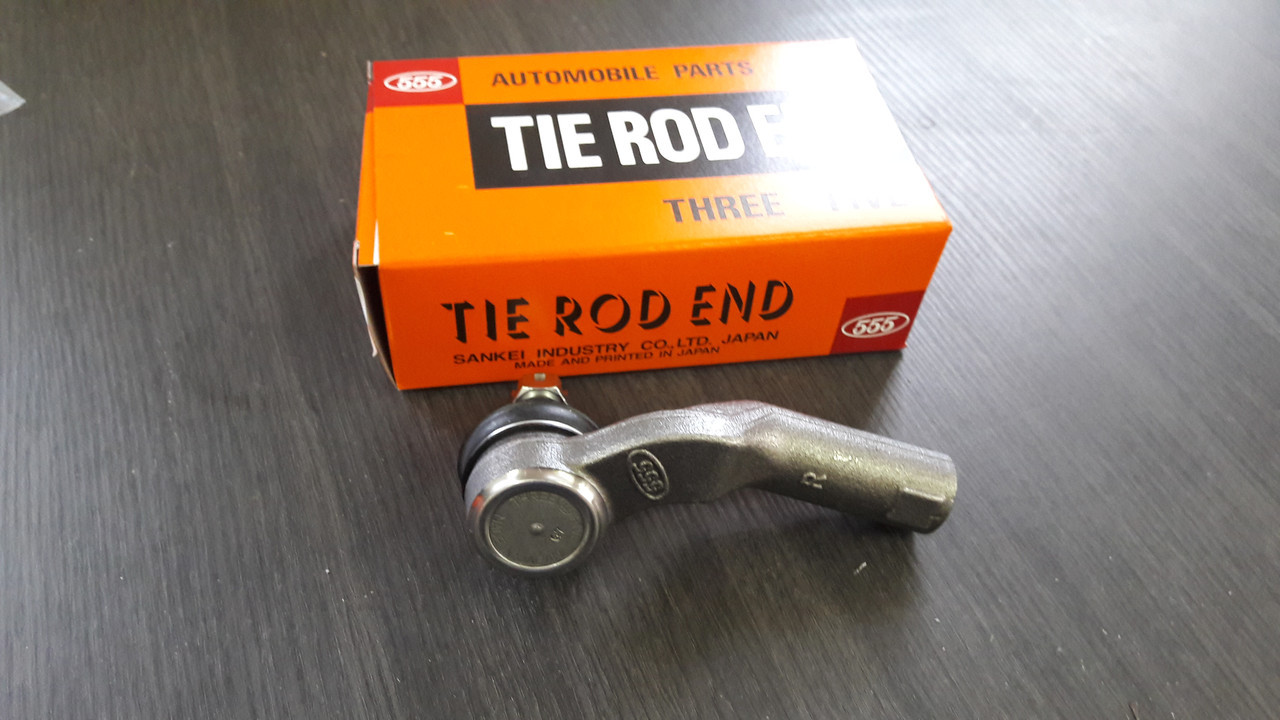 555
AUTOMOBILE PARTS
TIE ROD
THREE
TIE ROD END
SANKEI INDUSTRY CO.,LTD. JAPAN
MADE AND PRINTED IN JAPAN
555
555
R